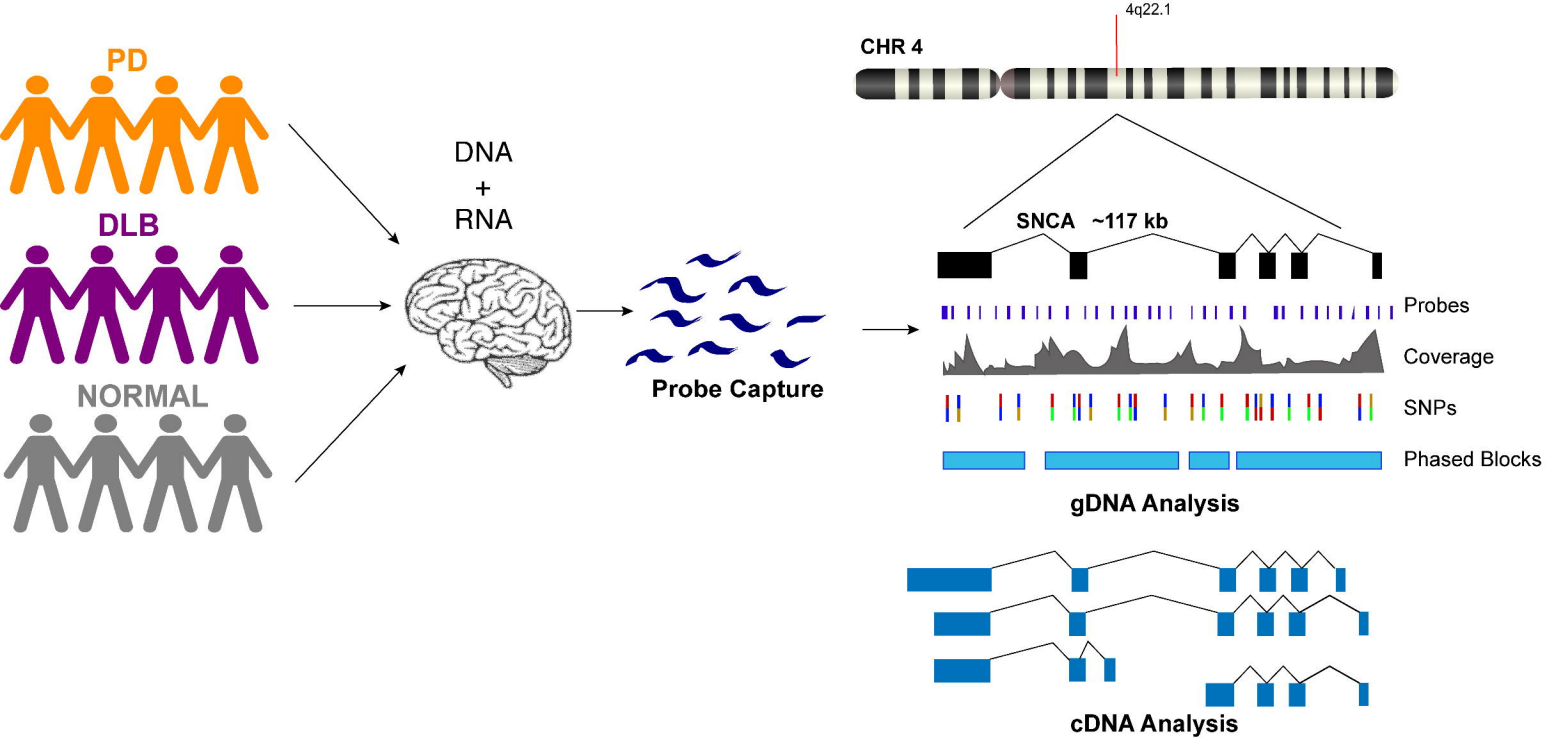 PD
DLB
NORMAL
DNA
+
RNA
Probe Capture
4q22.1
CHR 4
SNCA ~117 kb
Probes
Coverage
SNPs
Phased Blocks
gDNA Analysis
cDNA Analysis